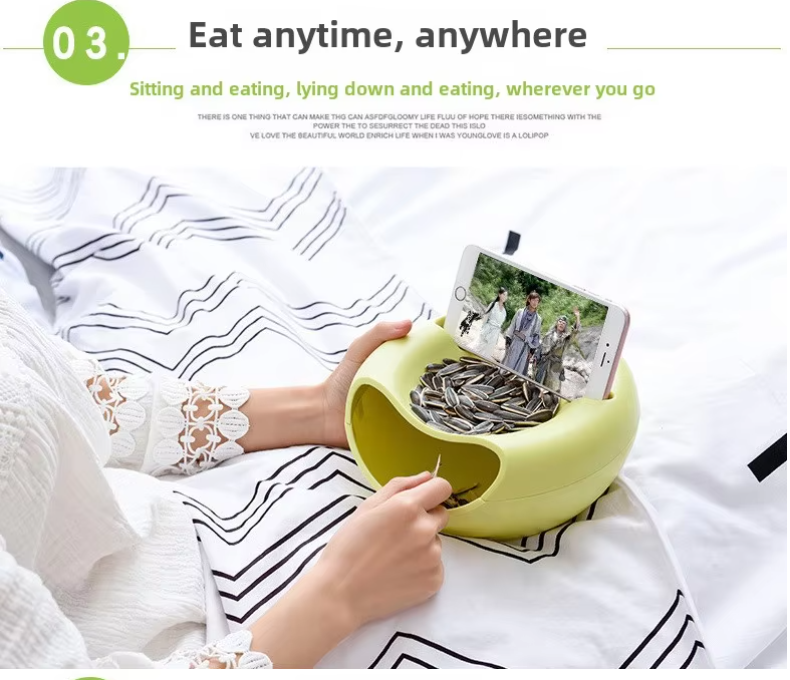 03.
Eat anytime, anywhere
Sitting and eating, lying down and eating, wherever you go
THERE IS ONE THING THAT CAN MAKE THG CAN ASFDFGLOOMY LIFE FLUU OF HOPE THERE IESOMETHING WITH THE
POWER THE TO SESURRECT THE DEAD THIS ISLO
VE LOVE THE BEAUTIFUL WORLD ENRICH LIFE WHEN I WAS YOUNGLOVE IS A LOLIPOP